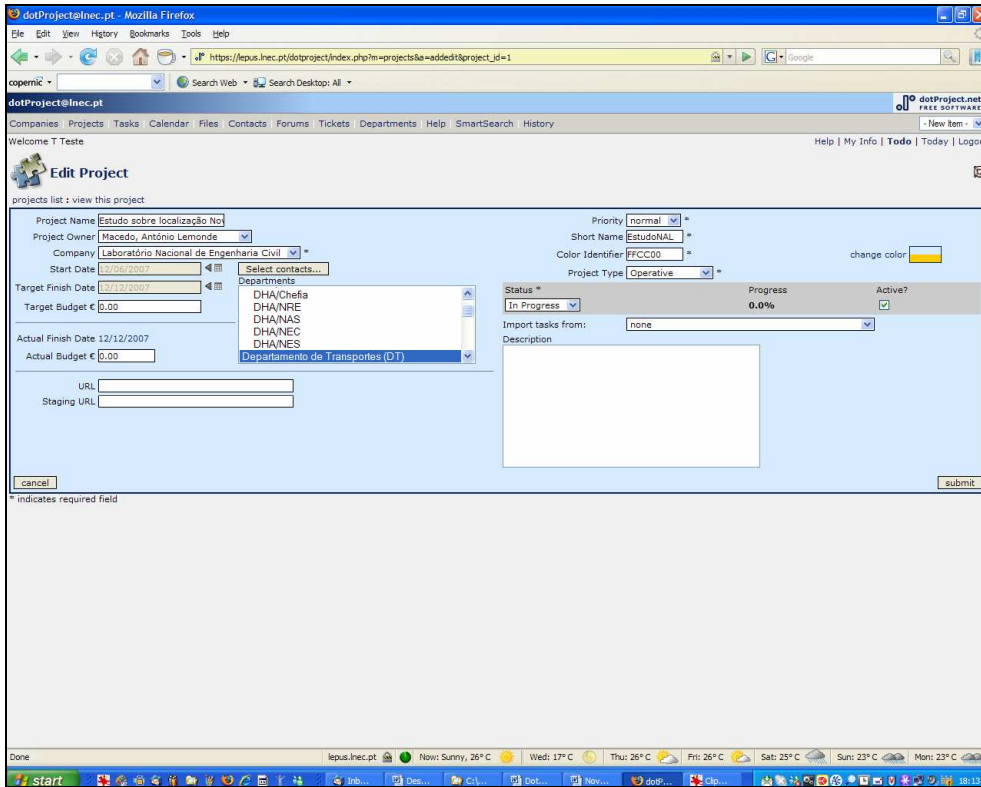 dotProject@lnec.pt - Mozilla Firefox
File Edit View History Bookmarks Tools Help
https://lepus.lnec.pt/dotproject/index.php?m=projects&a=addedit&project_id=1
G Google
copernic Search Web Search Desktop: All
dotProject@lnec.pt
dotProject.net
FREE SOFTWARE
Companies Projects Tasks Calendar Files Contacts Forums Tickets Departments Help SmartSearch History
- New Item -
Welcome T Teste
Help | My Info | Todo | Today | Logou
Edit Project
projects list : view this project
Project Name Estudo sobre localização Nov
Priority normal *
Project Owner Macedo, António Lemonde
Short Name EstudoNAL *
Company Laboratório Nacional de Engenharia Civil *
Color Identifier FFCC00 * change color
Start Date 12/06/2007 Select contacts...
Project Type Operative *
Target Finish Date 12/12/2007
Departments
DHA/Chefia
DHA/NRE
DHA/NAS
DHA/NEC
DHA/NES
Departamento de Transportes (DT)
Status * Progress Active?
In Progress 0.0%
Target Budget € 0.00
Import tasks from: none
Actual Finish Date 12/12/2007
Description
Actual Budget € 0.00
URL
Staging URL
cancel submit
* indicates required field
Done lepus.lnec.pt Now: Sunny, 26° C Wed: 17° C Thu: 26° C Fri: 26° C Sat: 25° C Sun: 23° C Mon: 23° C
start Inb... Des... C:\... Dot... Nov... dotP... Clip... 18:13